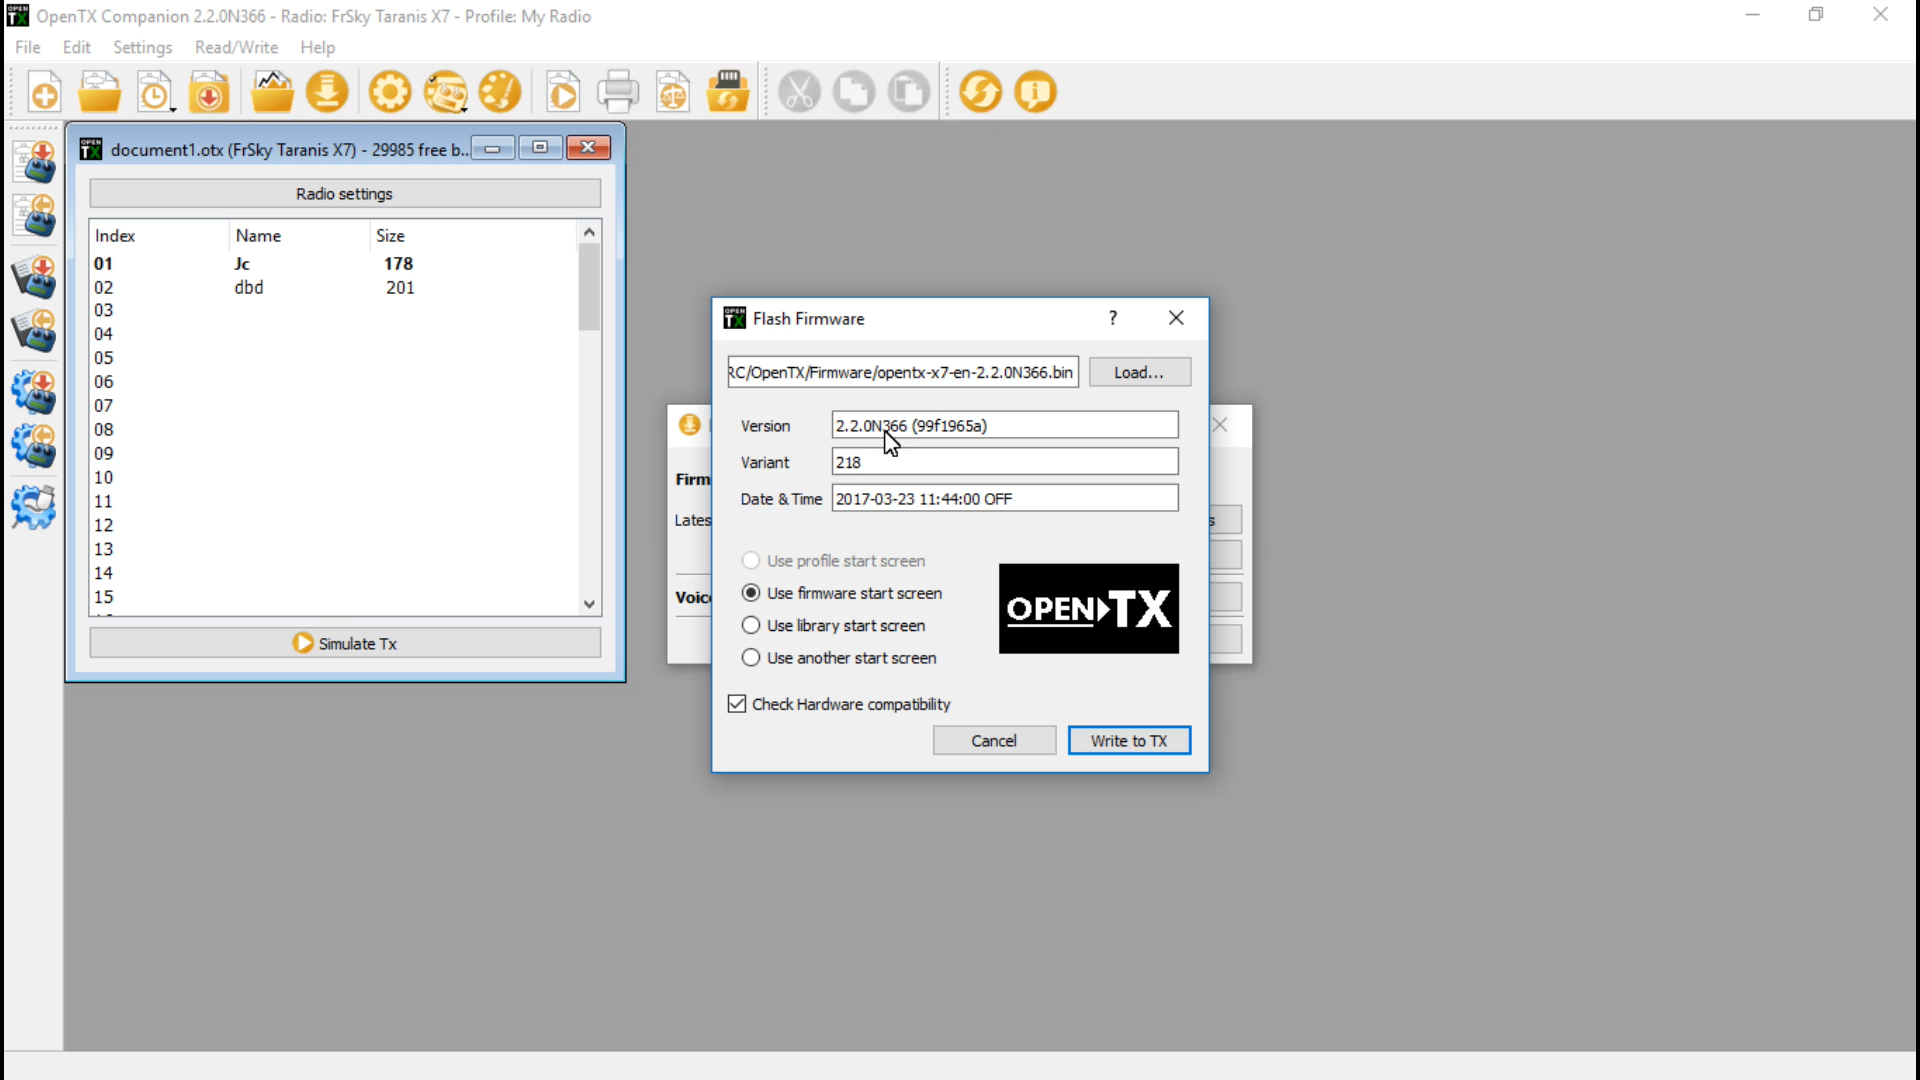 OpenTX Companion 2.2.0N366 - Radio: FrSky Taranis X7 - Profile: My Radio
File Edit Settings Read/Write Help
document1.otx (FrSky Taranis X7) - 29985 free b..
Radio settings
Index Name Size
01 Jc 178
02 dbd 201
03
04
05
06
07
08
09
10
11
12
13
14
15
Simulate Tx
Flash Firmware
RC/OpenTX/Firmware/opentx-x7-en-2.2.0N366.bin Load...
Version 2.2.0N366 (99f1965a)
Variant 218
Date & Time 2017-03-23 11:44:00 OFF
Use profile start screen
Use firmware start screen
Use library start screen
Use another start screen
OPEN TX
Check Hardware compatibility
Cancel Write to TX
Firm
Lates s
Voic